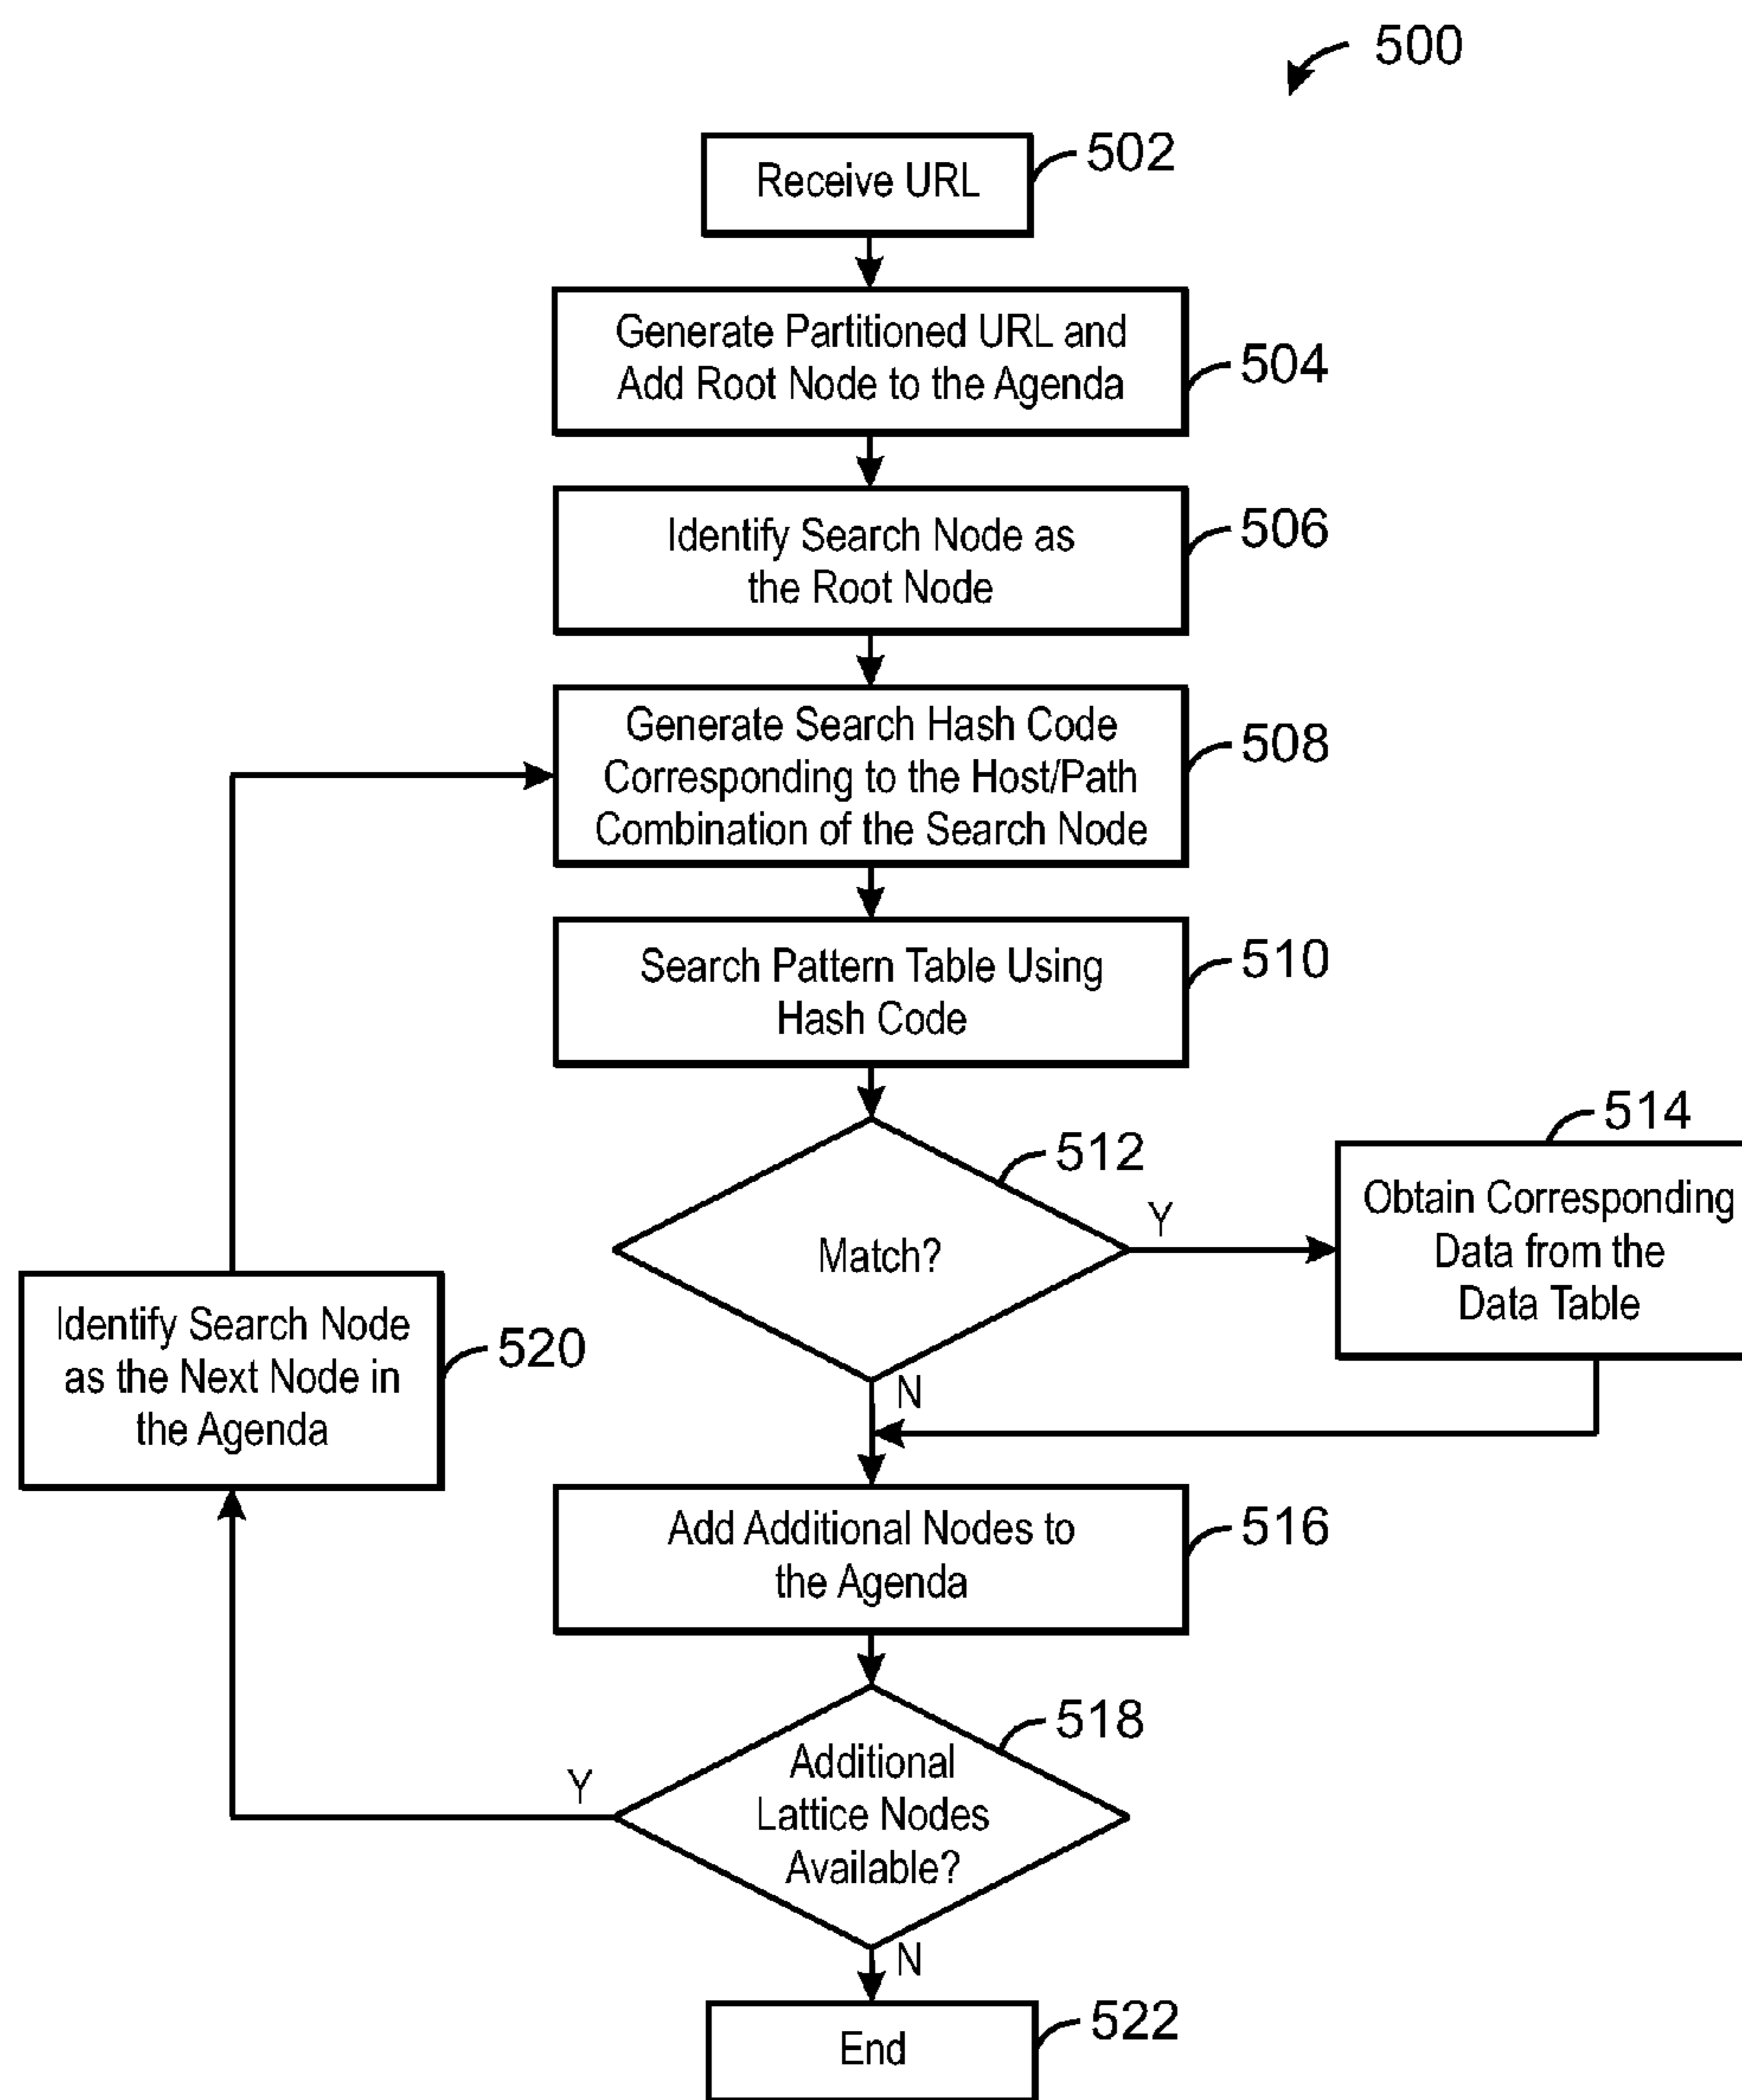 500
Receive URL
502
Generate Partitioned URL and
Add Root Node to the Agenda
504
Identify Search Node as
the Root Node
506
Generate Search Hash Code
Corresponding to the Host/Path
Combination of the Search Node
508
Search Pattern Table Using
Hash Code
510
Match?
512
Y
N
514
Obtain Corresponding
Data from the
Data Table
Identify Search Node
as the Next Node in
the Agenda
520
Add Additional Nodes to
the Agenda
516
Additional
Lattice Nodes
Available?
518
Y
N
End
522